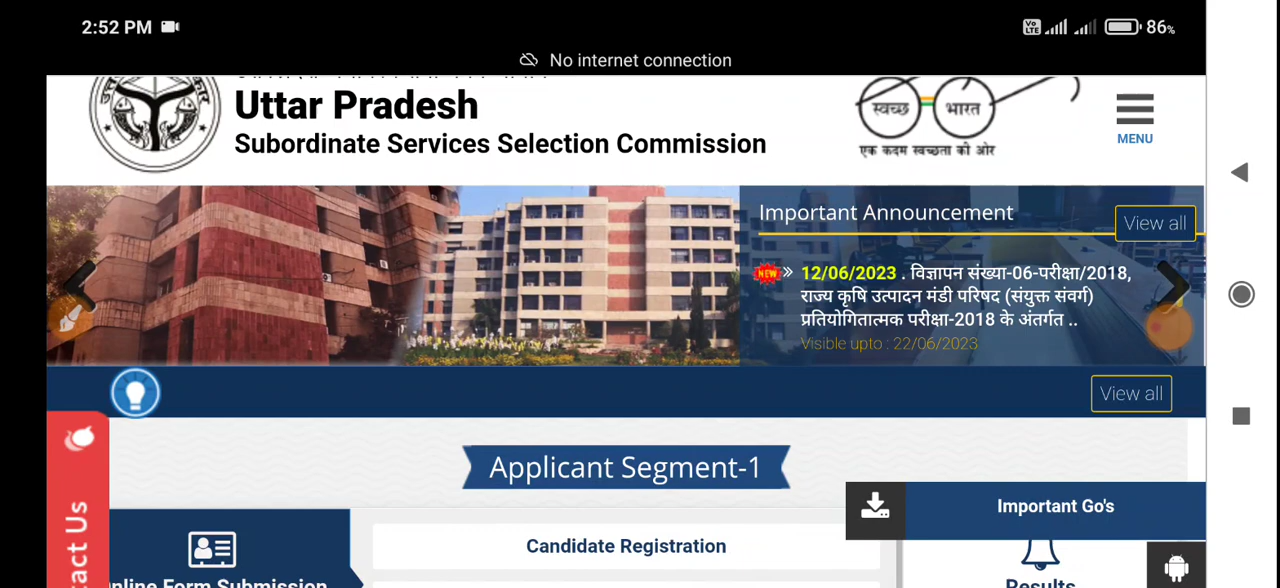 2:52 PM
Vo LTE
86%
No internet connection
Uttar Pradesh
Subordinate Services Selection Commission
स्वच्छ भारत
एक कदम स्वच्छता की ओर
MENU
Important Announcement
View all
NEW
» 12/06/2023 . विज्ञापन संख्या-06-परीक्षा/2018,
राज्य कृषि उत्पादन मंडी परिषद (संयुक्त संवर्ग)
प्रतियोगितात्मक परीक्षा-2018 के अंतर्गत ..
Visible upto : 22/06/2023
View all
Applicant Segment-1
Important Go's
tact Us
Candidate Registration
nline Form Submission
Results